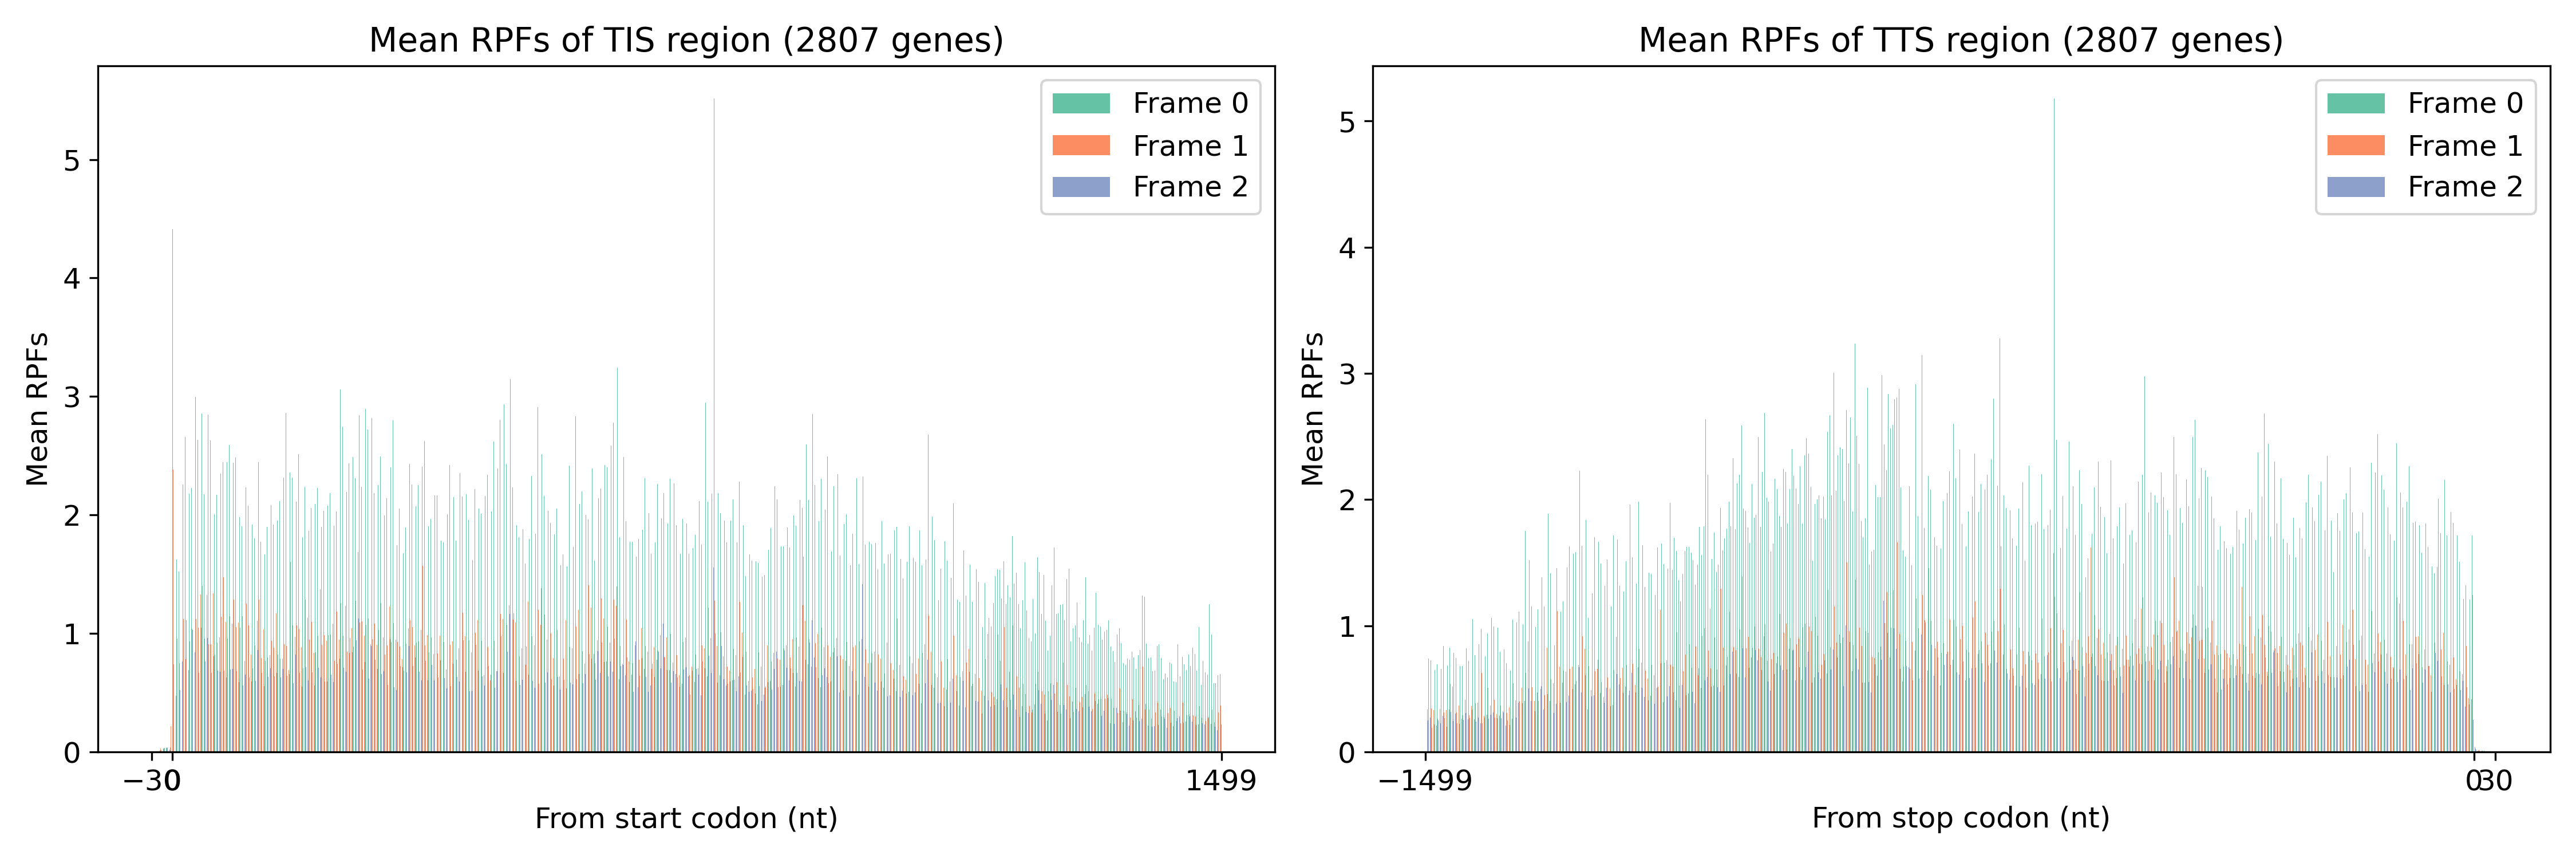 Mean RPFs of TIS region (2807 genes)
Frame 0
Frame 1
Frame 2
5
4
3
2
1
0
Mean RPFs
−30 0 1499
From start codon (nt)
Mean RPFs of TTS region (2807 genes)
Frame 0
Frame 1
Frame 2
5
4
3
2
1
0
Mean RPFs
−1499 0 30
From stop codon (nt)